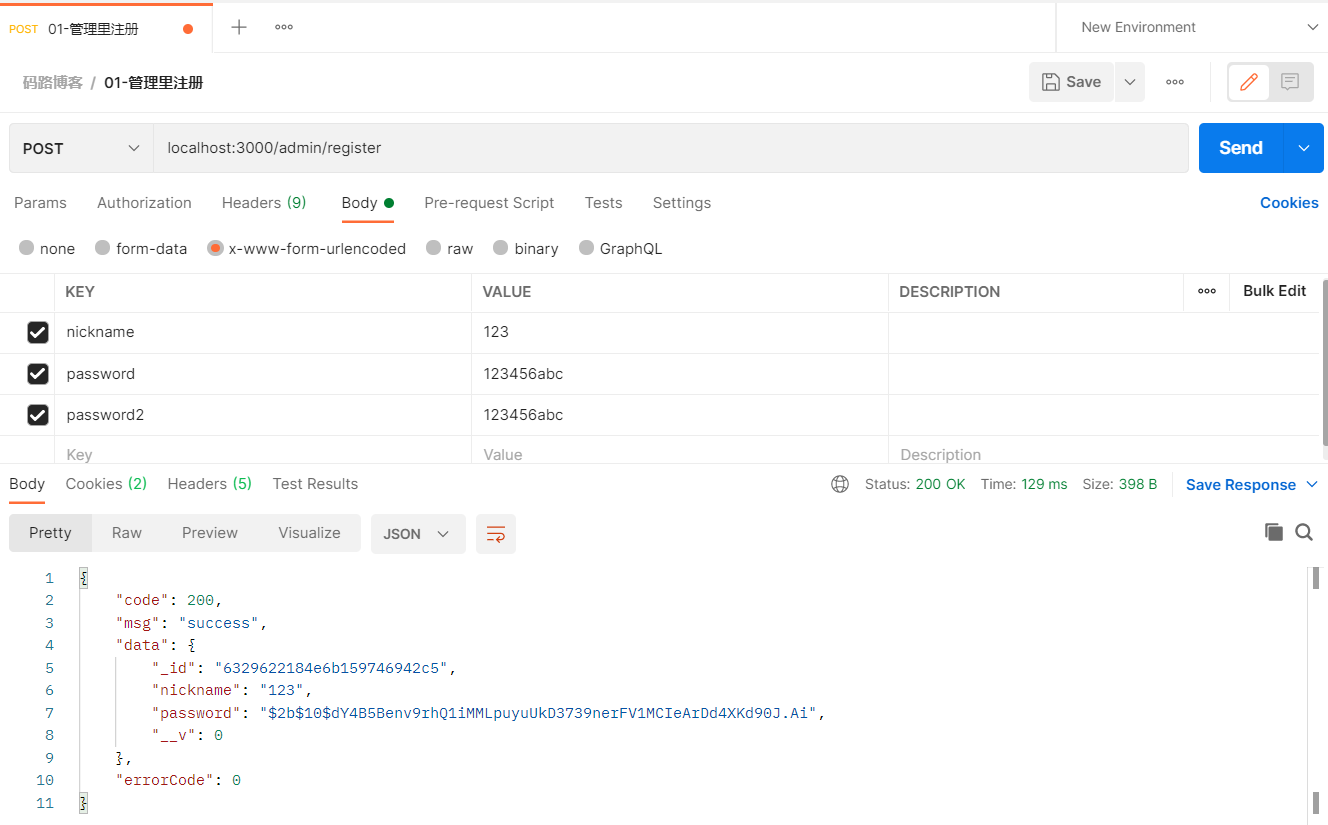 POST 01-管理里注册
New Environment
码路博客 / 01-管理里注册
Save
POST localhost:3000/admin/register Send
Params Authorization Headers (9) Body Pre-request Script Tests Settings Cookies
none form-data x-www-form-urlencoded raw binary GraphQL
KEY VALUE DESCRIPTION Bulk Edit
nickname 123
password 123456abc
password2 123456abc
Key Value Description
Body Cookies (2) Headers (5) Test Results Status: 200 OK Time: 129 ms Size: 398 B Save Response
Pretty Raw Preview Visualize JSON
1 {
2 "code": 200,
3 "msg": "success",
4 "data": {
5 "_id": "6329622184e6b159746942c5",
6 "nickname": "123",
7 "password": "$2b$10$dY4B5Benv9rhQ1iMMLpuyuUkD3739nerFV1MCIeArDd4XKd90J.Ai",
8 "__v": 0
9 },
10 "errorCode": 0
11 }